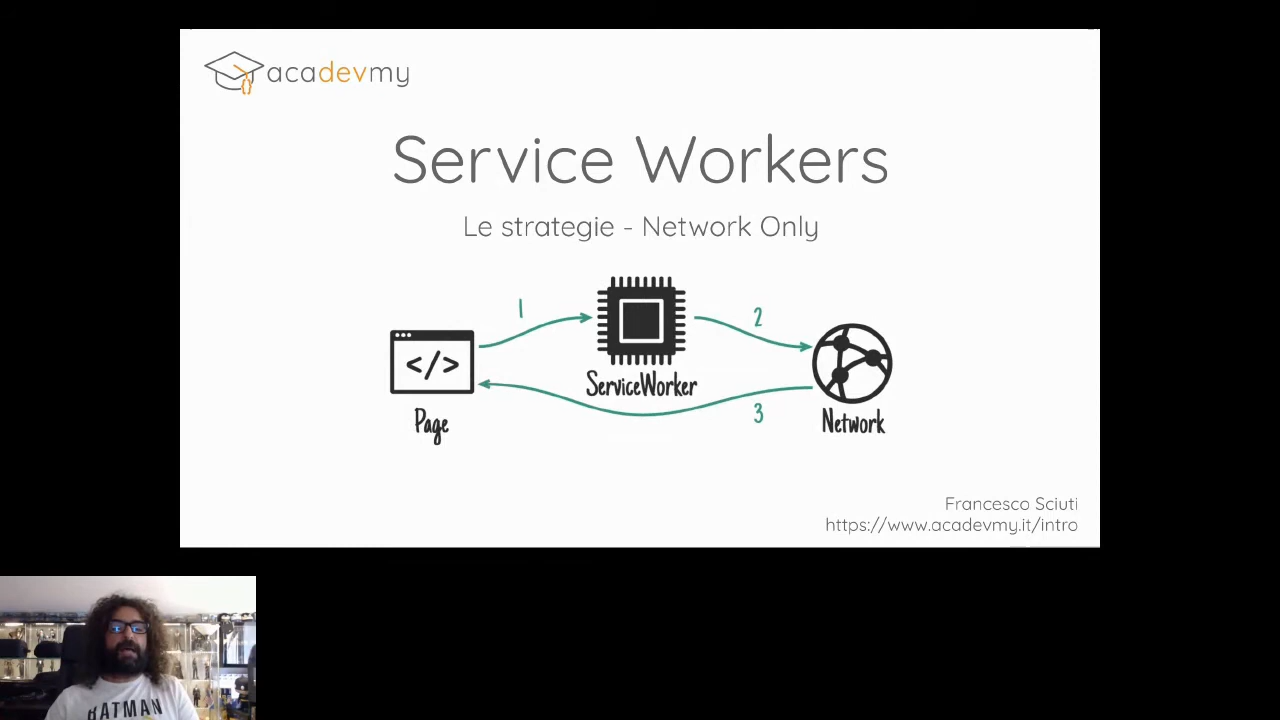 acadevmy
Service Workers
Le strategie - Network Only
1
2
</>
ServiceWorker
3
Page
Network
Francesco Sciuti
https://www.acadevmy.it/intro
BATMAN